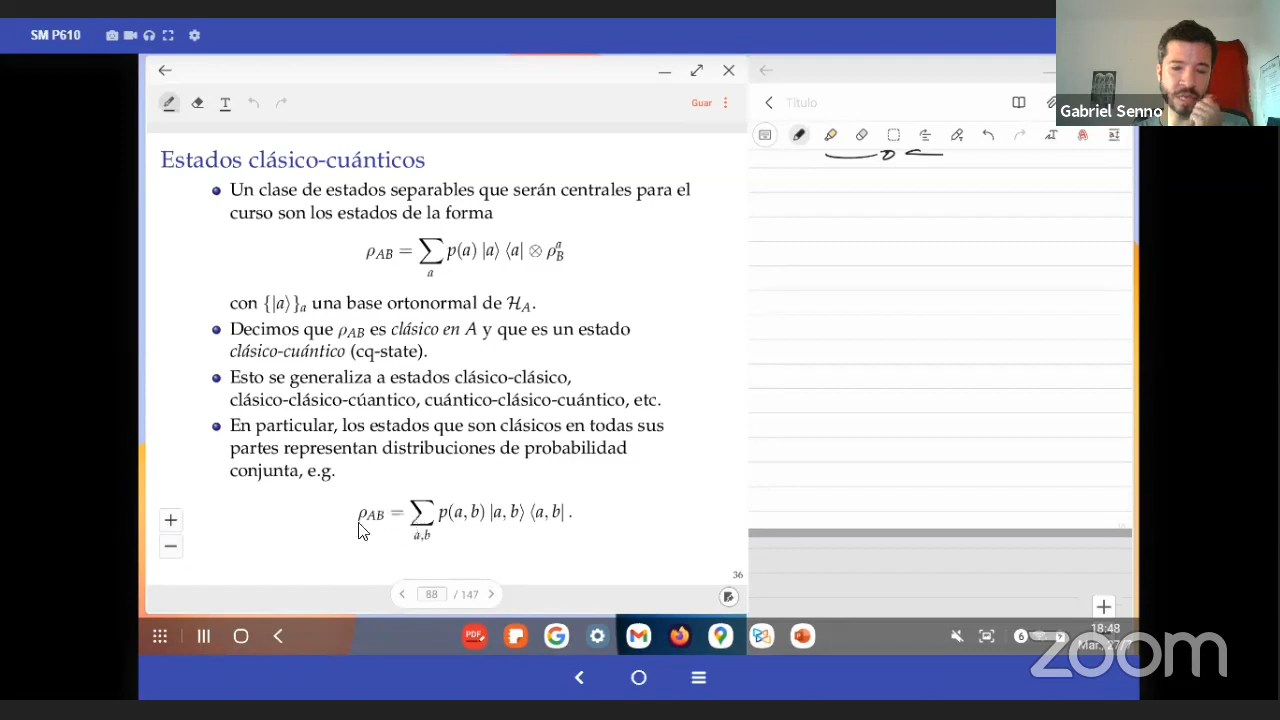 SM P610
Gabriel Senno
Guar
Título
Estados clásico-cuánticos
Un clase de estados separables que serán centrales para el
curso son los estados de la forma
ρ_AB = ∑_a p(a) |a⟩ ⟨a| ⊗ ρ_B^a
con {|a⟩}_a una base ortonormal de H_A.
Decimos que ρ_AB es clásico en A y que es un estado
clásico-cuántico (cq-state).
Esto se generaliza a estados clásico-clásico,
clásico-clásico-cúantico, cuántico-clásico-cuántico, etc.
En particular, los estados que son clásicos en todas sus
partes representan distribuciones de probabilidad
conjunta, e.g.
ρ_AB = ∑_a,b p(a, b) |a, b⟩ ⟨a, b| .
36
88 / 147
18:48
zoom